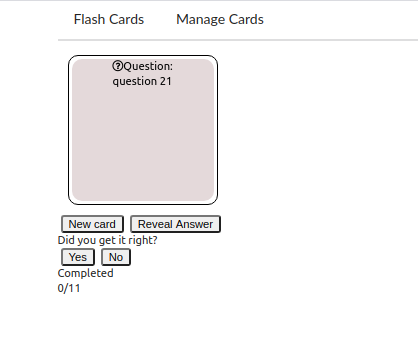 Flash Cards Manage Cards
Question:
question 21
New card Reveal Answer
Did you get it right?
Yes No
Completed
0/11